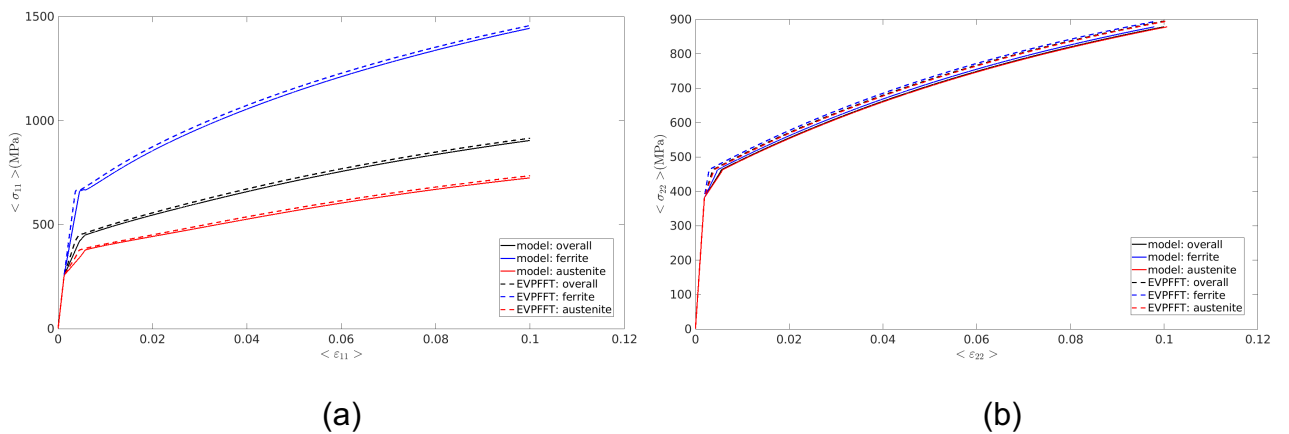 1500
1000
500
0
0 0.02 0.04 0.06 0.08 0.1 0.12
< σ11 >(MPa)
< ε11 >
model: overall
model: ferrite
model: austenite
EVPFFT: overall
EVPFFT: ferrite
EVPFFT: austenite
(a)
900
800
700
600
500
400
300
200
100
0
0 0.02 0.04 0.06 0.08 0.1 0.12
< σ22 >(MPa)
< ε22 >
model: overall
model: ferrite
model: austenite
EVPFFT: overall
EVPFFT: ferrite
EVPFFT: austenite
(b)